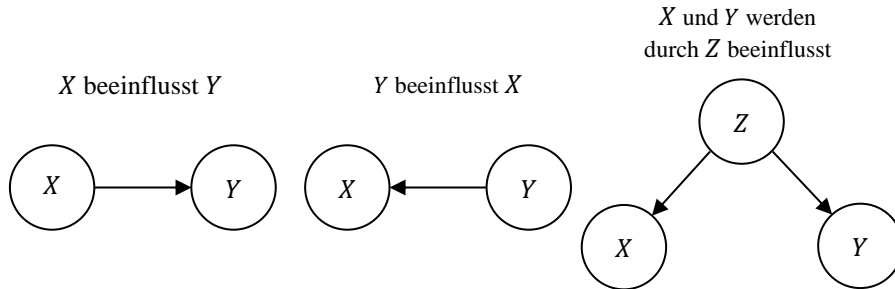 X beeinflusst Y
X
Y
Y beeinflusst X
X
Y
X und Y werden
durch Z beeinflusst
Z
X
Y